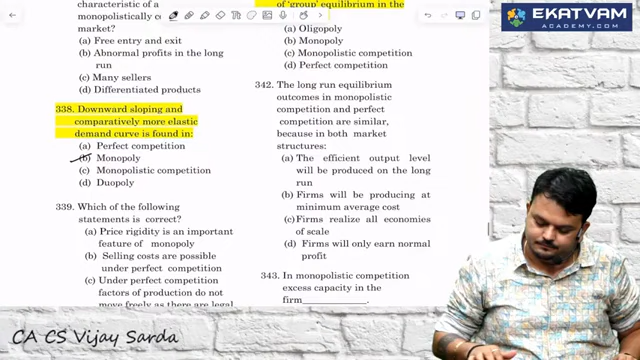 characteristic of a
monopolistically
market?
(a) Free entry and exit
(b) Abnormal profits in the long
run
(c) Many sellers
(d) Differentiated products
338. Downward sloping and
comparatively more elastic
demand curve is found in:
(a) Perfect competition
(b) Monopoly
(c) Monopolistic competition
(d) Duopoly
339. Which of the following
statements is correct?
(a) Price rigidity is an important
feature of monopoly
(b) Selling costs are possible
under perfect competition
(c) Under perfect competition
factors of production do not
move freely as there are legal
of 'group' equilibrium in the
(a) Oligopoly
(b) Monopoly
(c) Monopolistic competition
(d) Perfect competition
342. The long run equilibrium
outcomes in monopolistic
competition and perfect
competition are similar,
because in both market
structures:
(a) The efficient output level
will be produced on the long
run
(b) Firms will be producing at
minimum average cost
(c) Firms realize all economies
of scale
(d) Firms will only earn normal
profit
343. In monopolistic competition
excess capacity in the
firm____________.
EKATVAM
ACADEMY.COM
CA CS Vijay Sarda